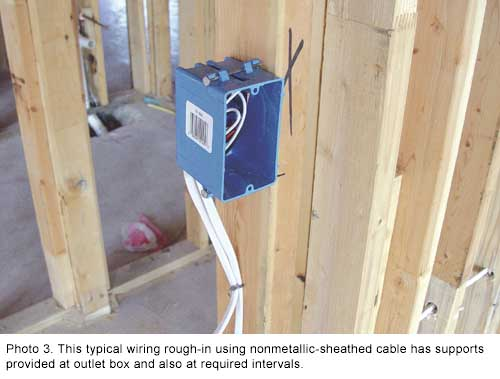 Photo 3. This typical wiring rough-in using nonmetallic-sheathed cable has supports
provided at outlet box and also at required intervals.